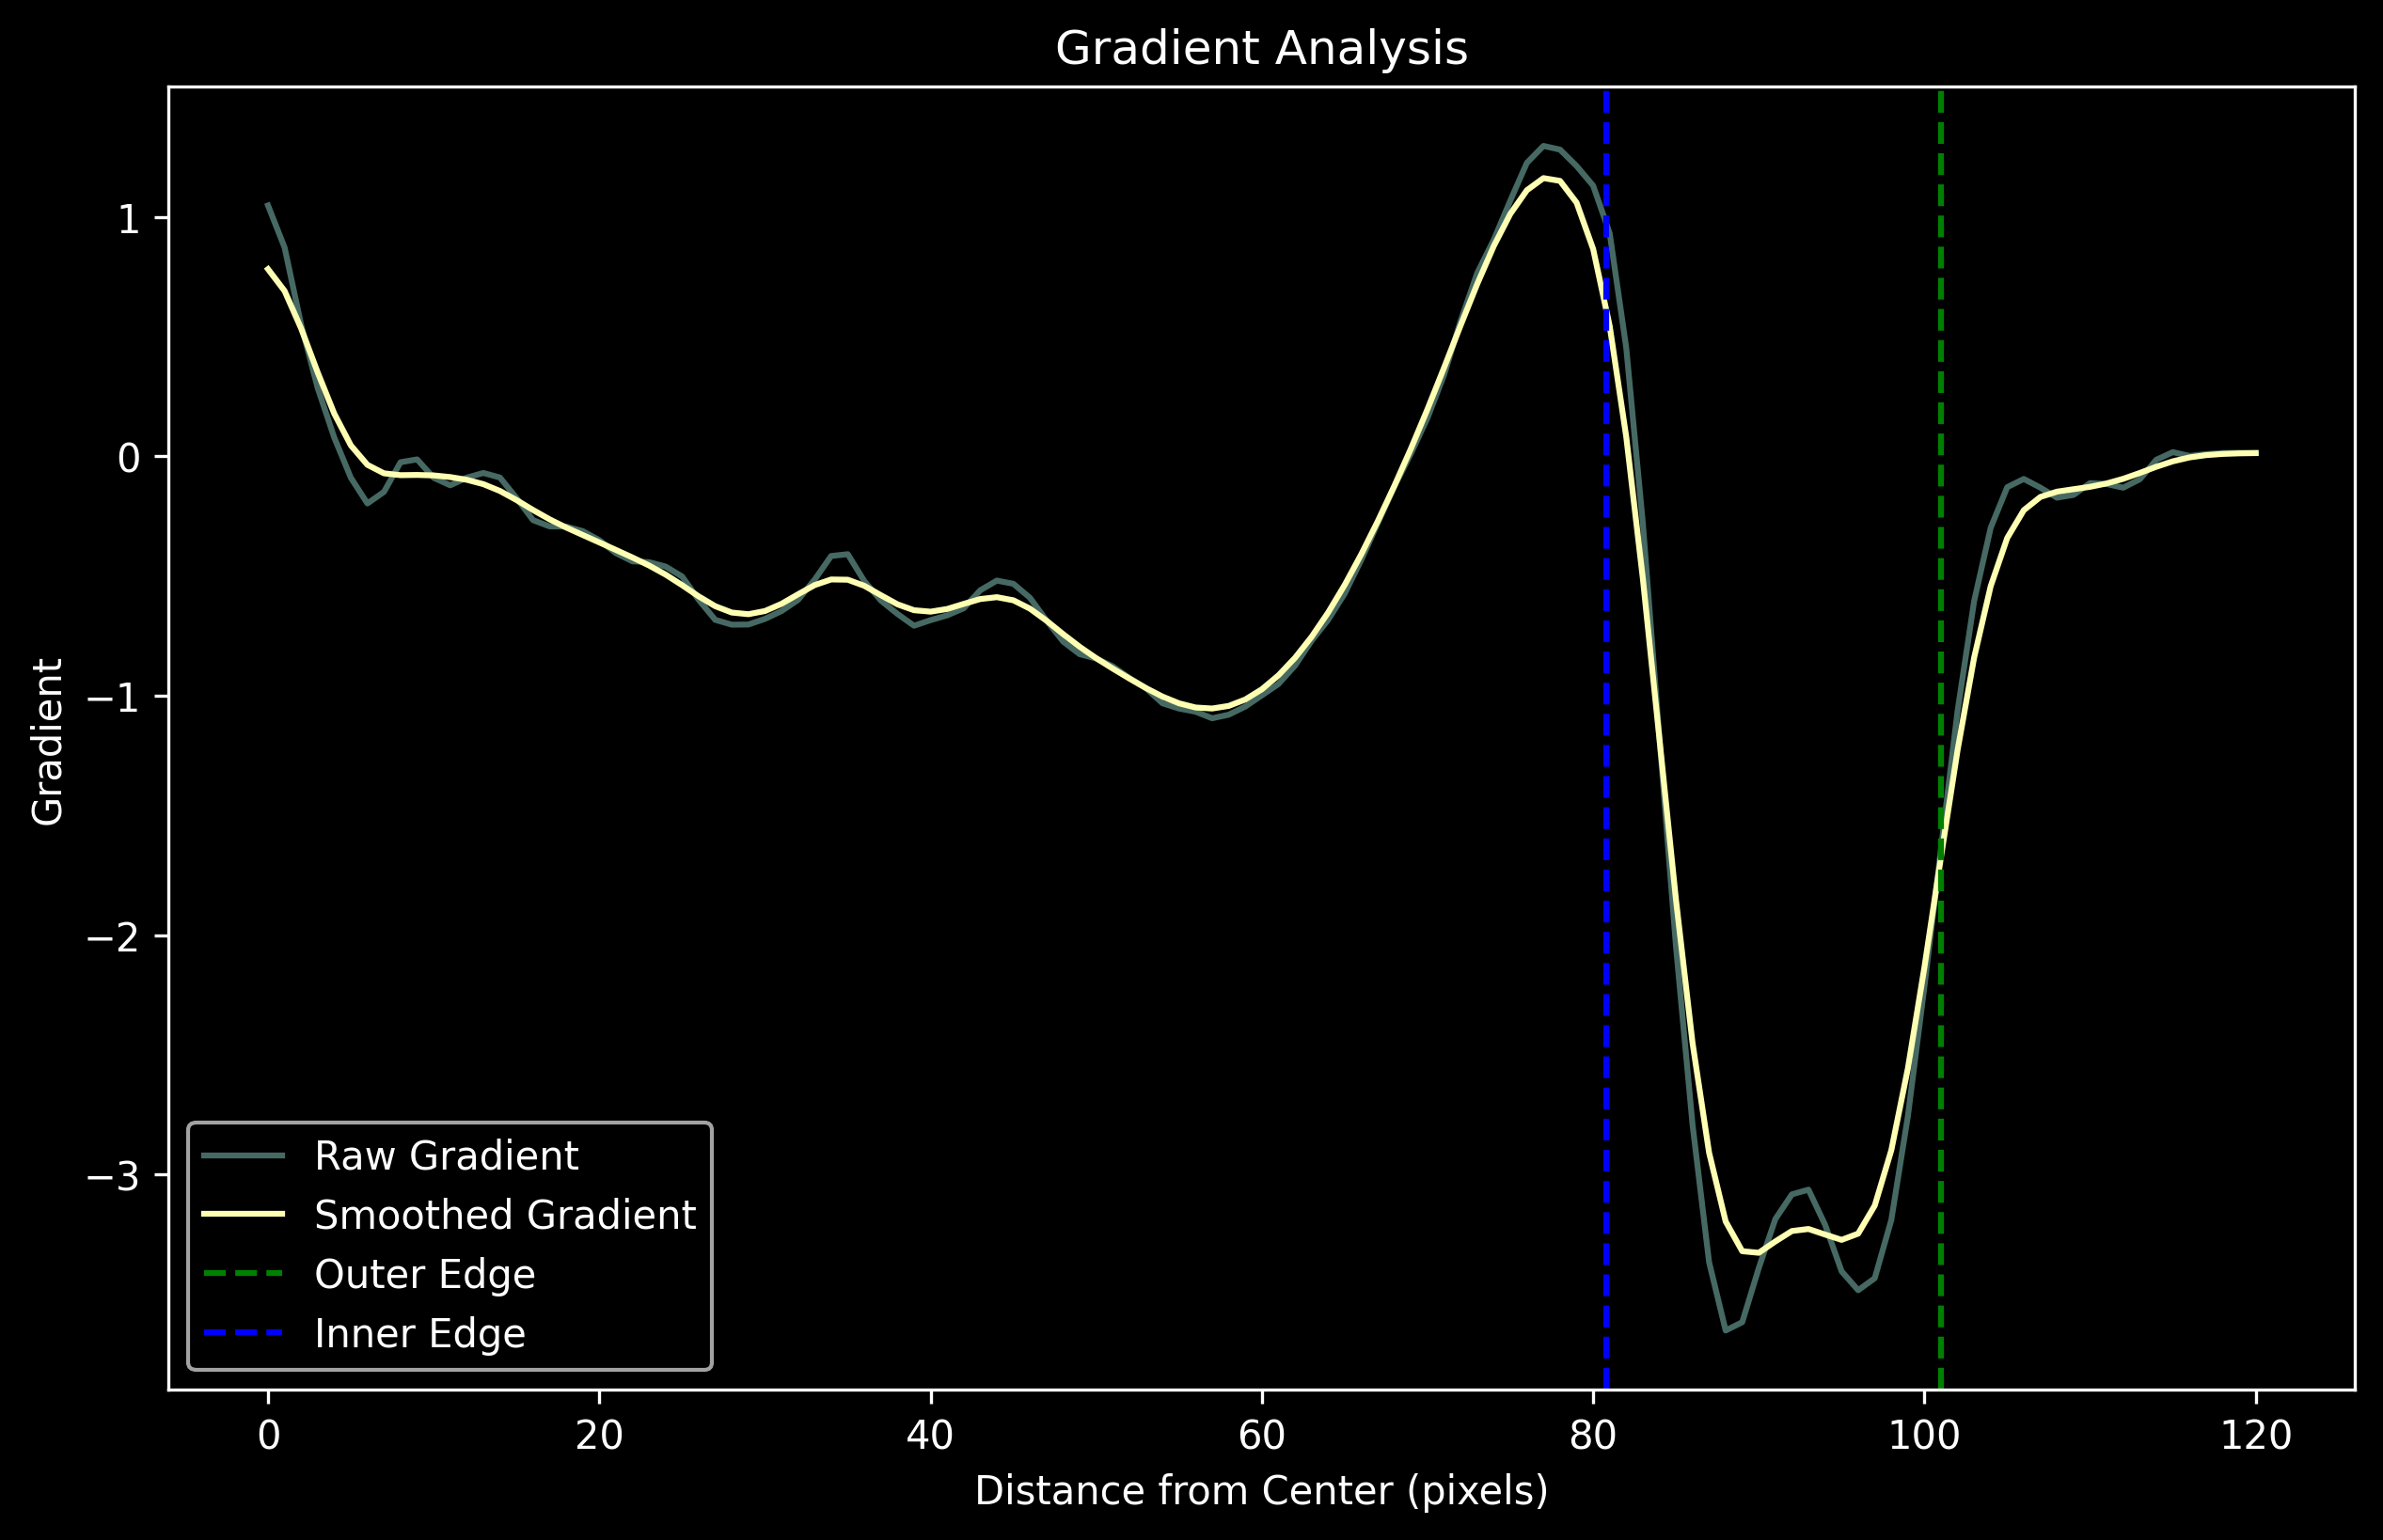 Gradient Analysis
1
0
−1
−2
−3
Gradient
Raw Gradient
Smoothed Gradient
Outer Edge
Inner Edge
0 20 40 60 80 100 120
Distance from Center (pixels)